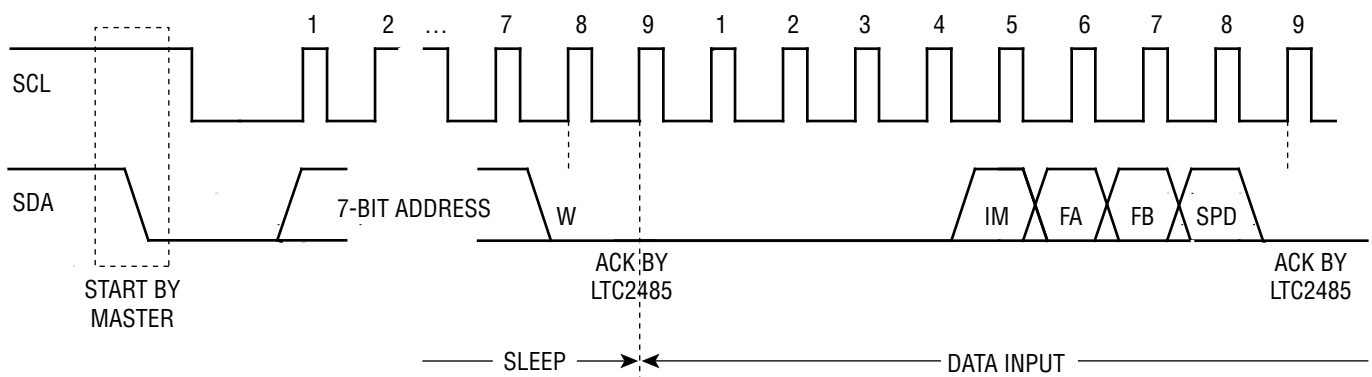 1 2 … 7 8 9 1 2 3 4 5 6 7 8 9
SCL
SDA
7-BIT ADDRESS
W
IM FA FB SPD
START BY
MASTER
ACK BY
LTC2485
ACK BY
LTC2485
SLEEP
DATA INPUT